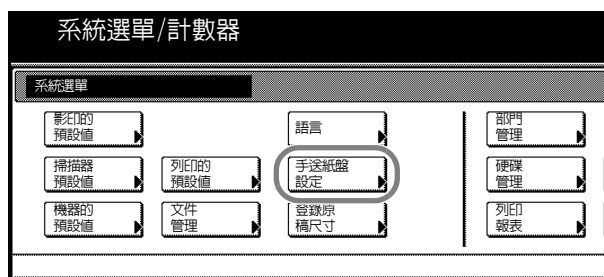 系統選單/計數器
系統選單
影印的
預設值
語言
部門
管理
掃描器
預設值
列印的
預設值
手送紙盤
設定
硬碟
管理
機器的
預設值
文件
管理
登錄原
稿尺寸
列印
報表